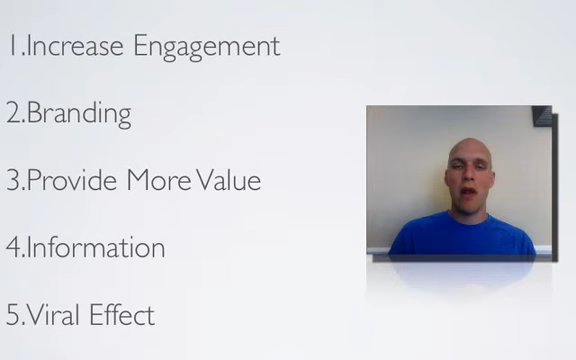 1.Increase Engagement
2.Branding
3.Provide More Value
4.Information
5.Viral Effect